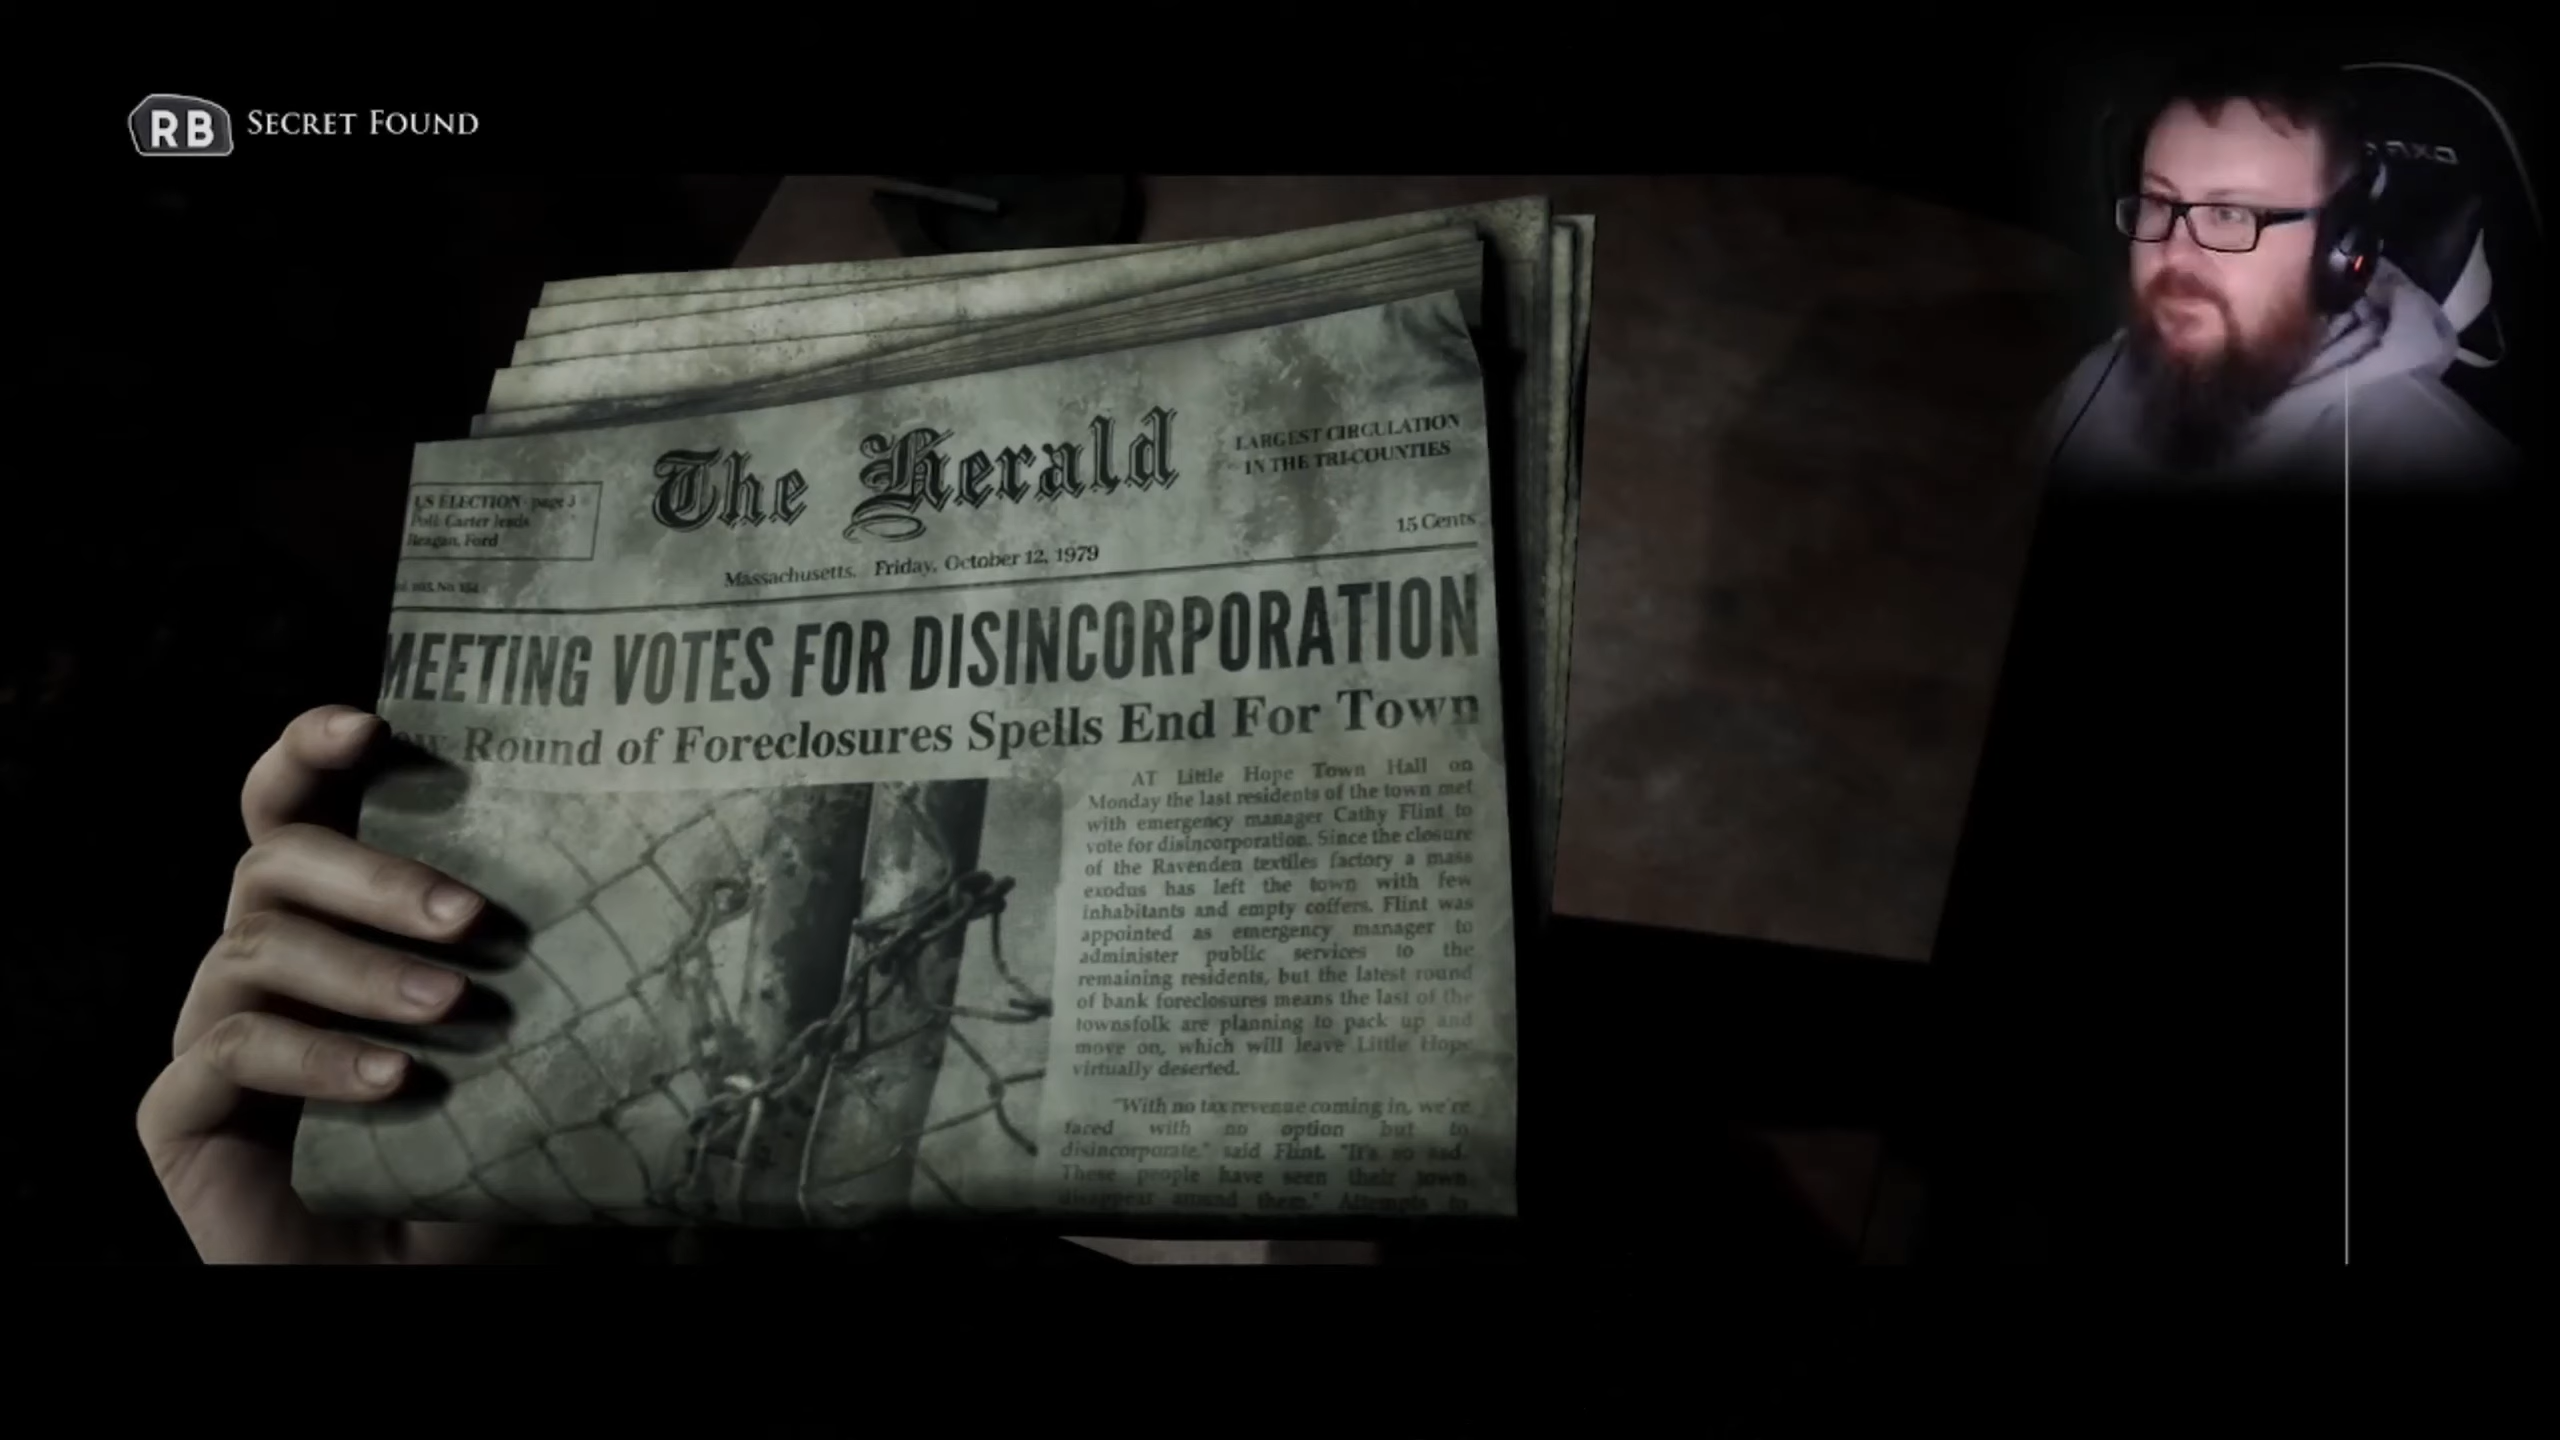 RB SECRET FOUND
The Herald
LARGEST CIRCULATION
IN THE TRI-COUNTIES
US ELECTION - page 3
Poll: Carter leads
Reagan, Ford
15 Cents
Massachusetts. Friday, October 12, 1979
MEETING VOTES FOR DISINCORPORATION
Round of Foreclosures Spells End For Town
AT Little Hope Town Hall on
Monday the last residents of the town met
with emergency manager Cathy Flint to
vote for disincorporation. Since the closure
of the Ravenden textiles factory a mass
exodus has left the town with few
inhabitants and empty coffers. Flint was
appointed as emergency manager to
administer public services to the
remaining residents, but the latest round
of bank foreclosures means the last of the
townsfolk are planning to pack up and
move on, which will leave Little Hope
virtually deserted.
"With no tax revenue coming in, we're
faced with no option but to
disincorporate," said Flint. "It's so sad.
These people have seen their town
disappear around them." Attempts to